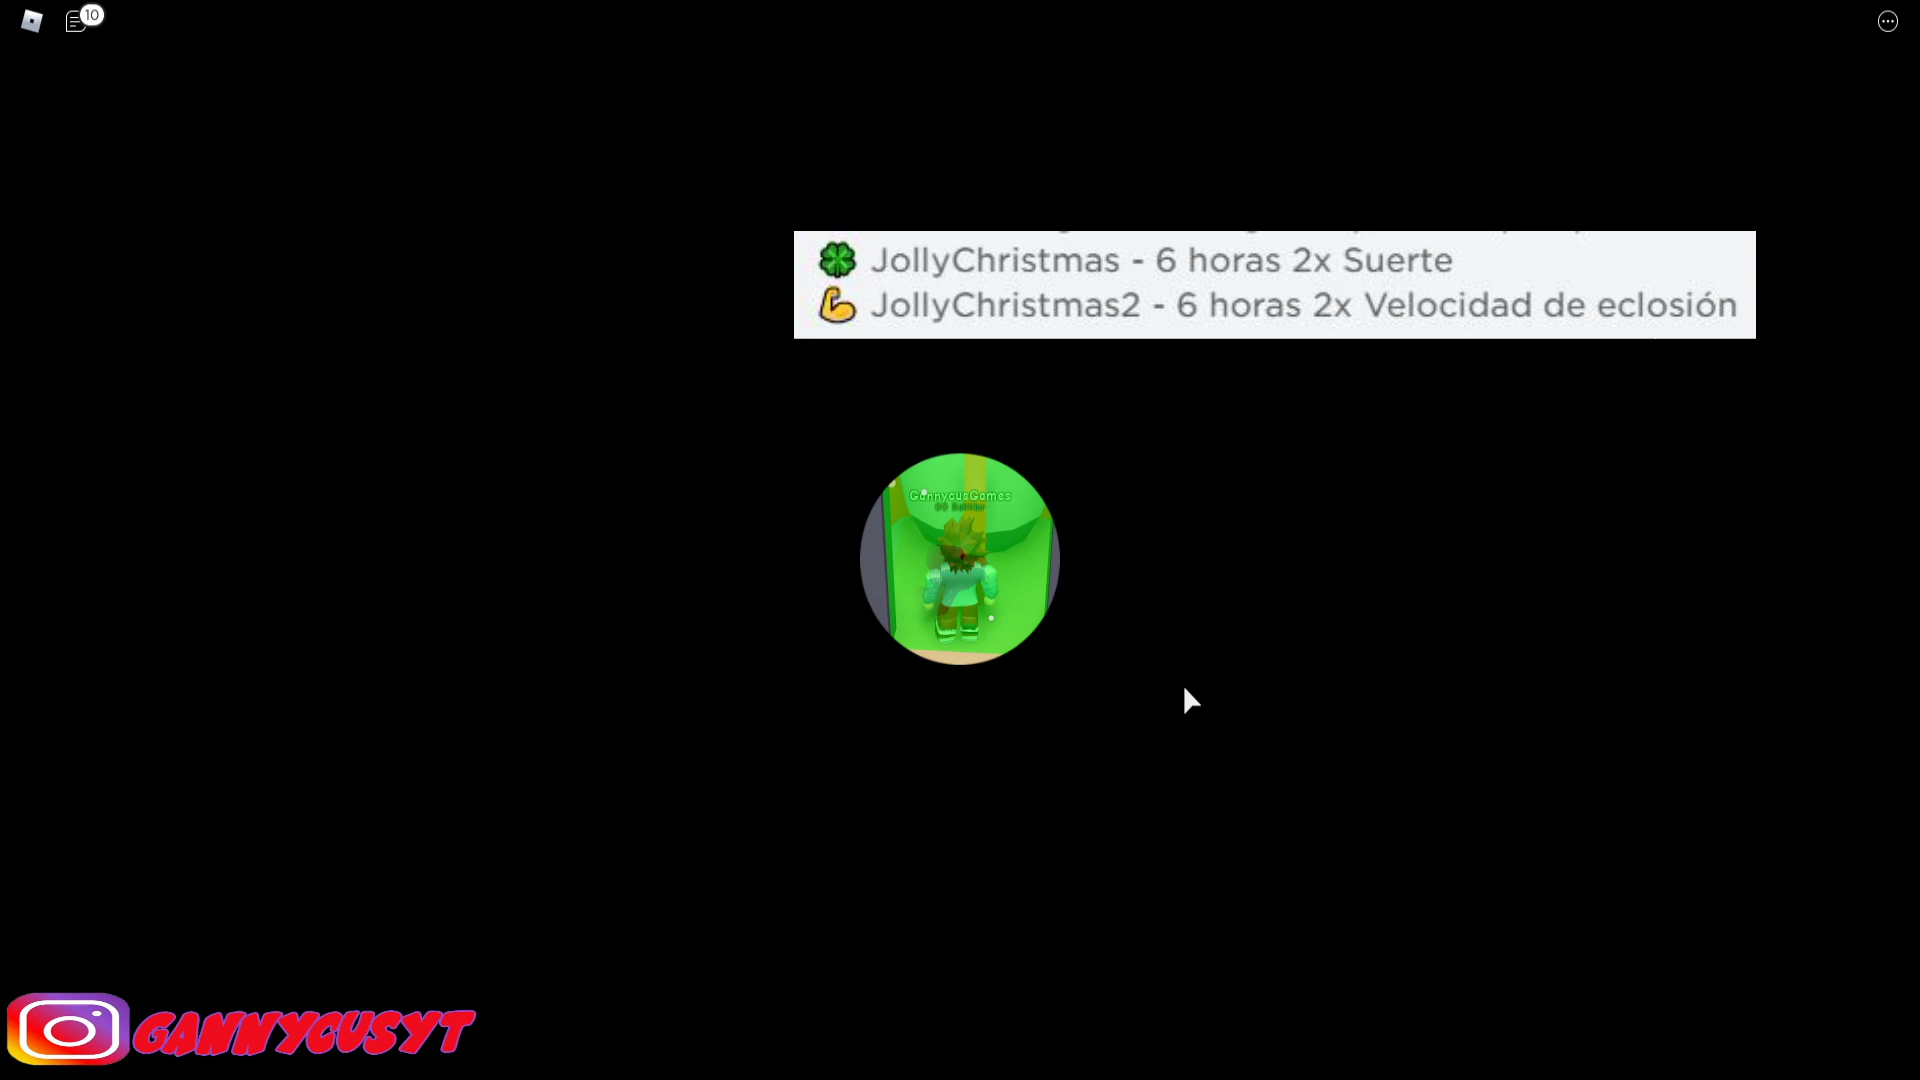 10
🍀 JollyChristmas - 6 horas 2x Suerte
💪 JollyChristmas2 - 6 horas 2x Velocidad de eclosión
GannycusGames
GANNYCUSYT